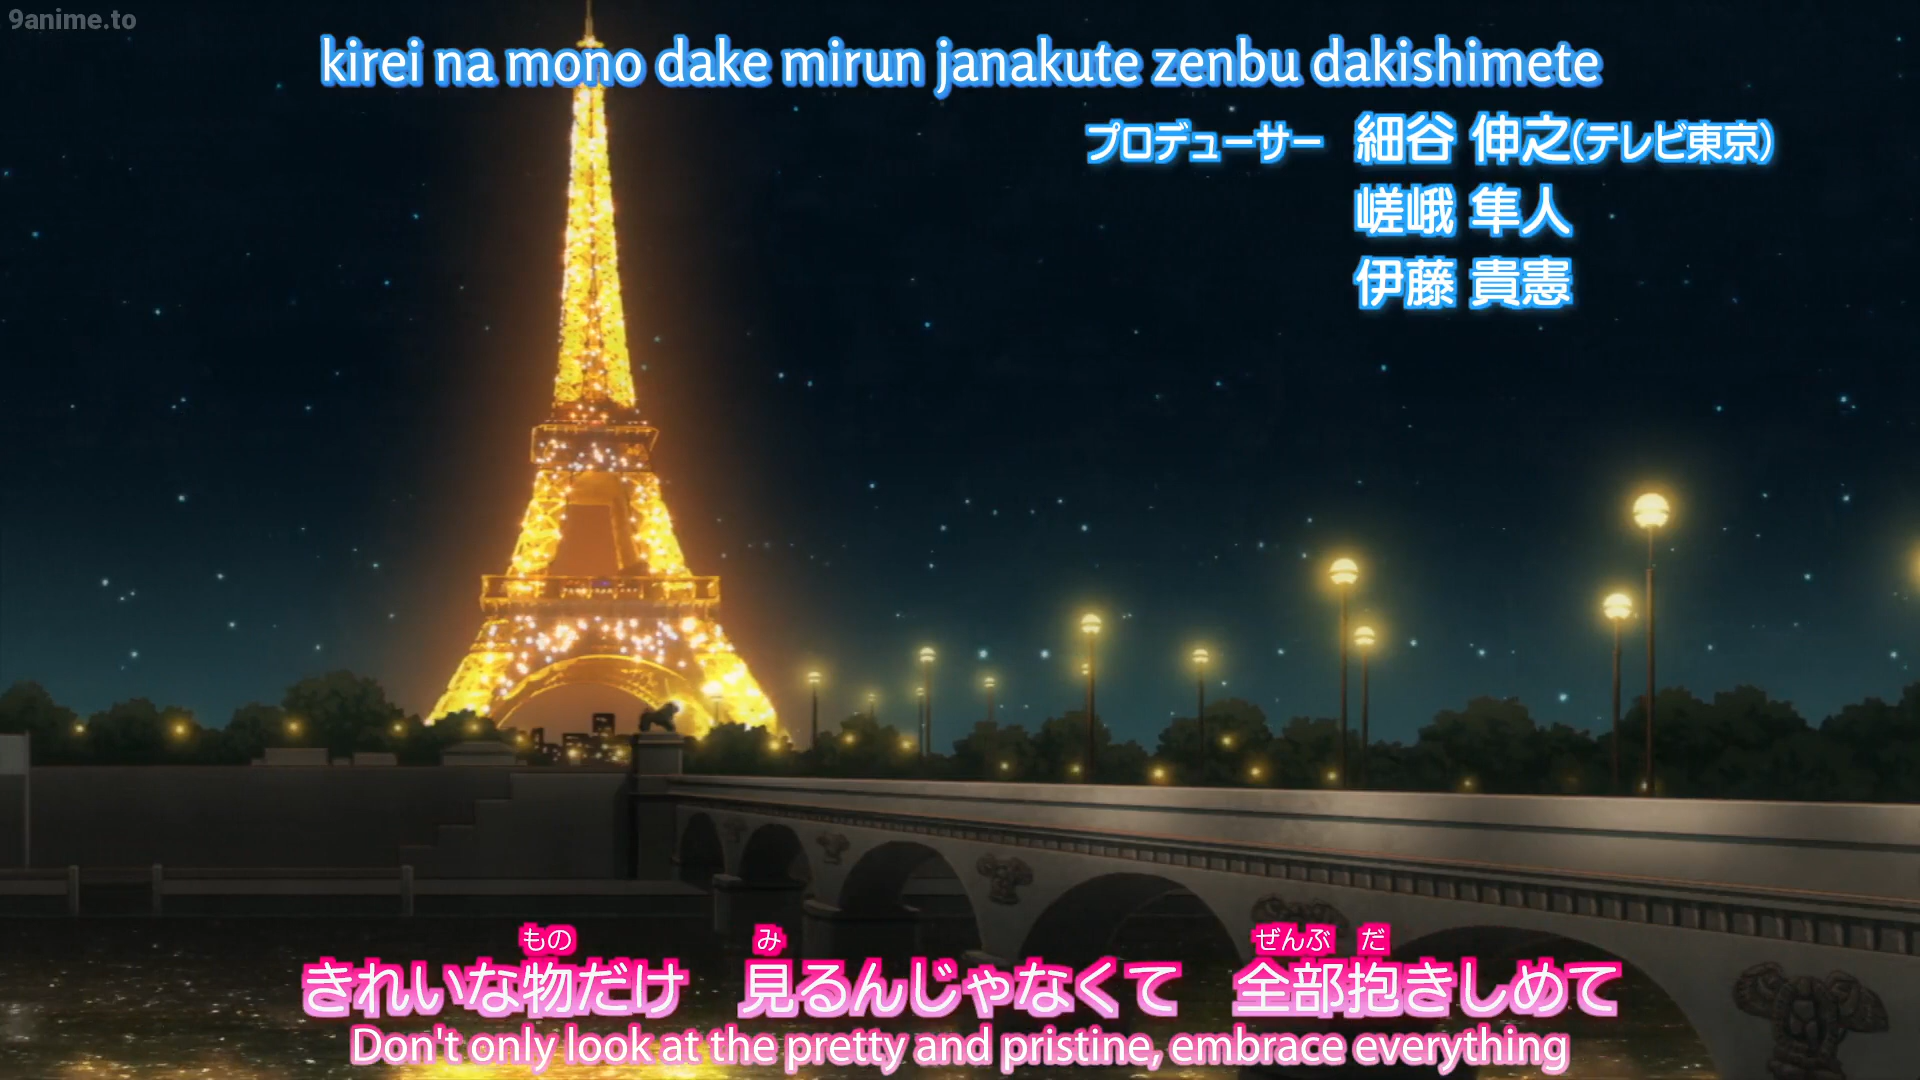 9anime.to
kirei na mono dake mirun janakute zenbu dakishimete
プロデューサー 細谷 伸之(テレビ東京)
嵯峨 隼人
伊藤 貴憲
もの み ぜんぶ だ
きれいな物だけ 見るんじゃなくて 全部抱きしめて
Don't only look at the pretty and pristine, embrace everything